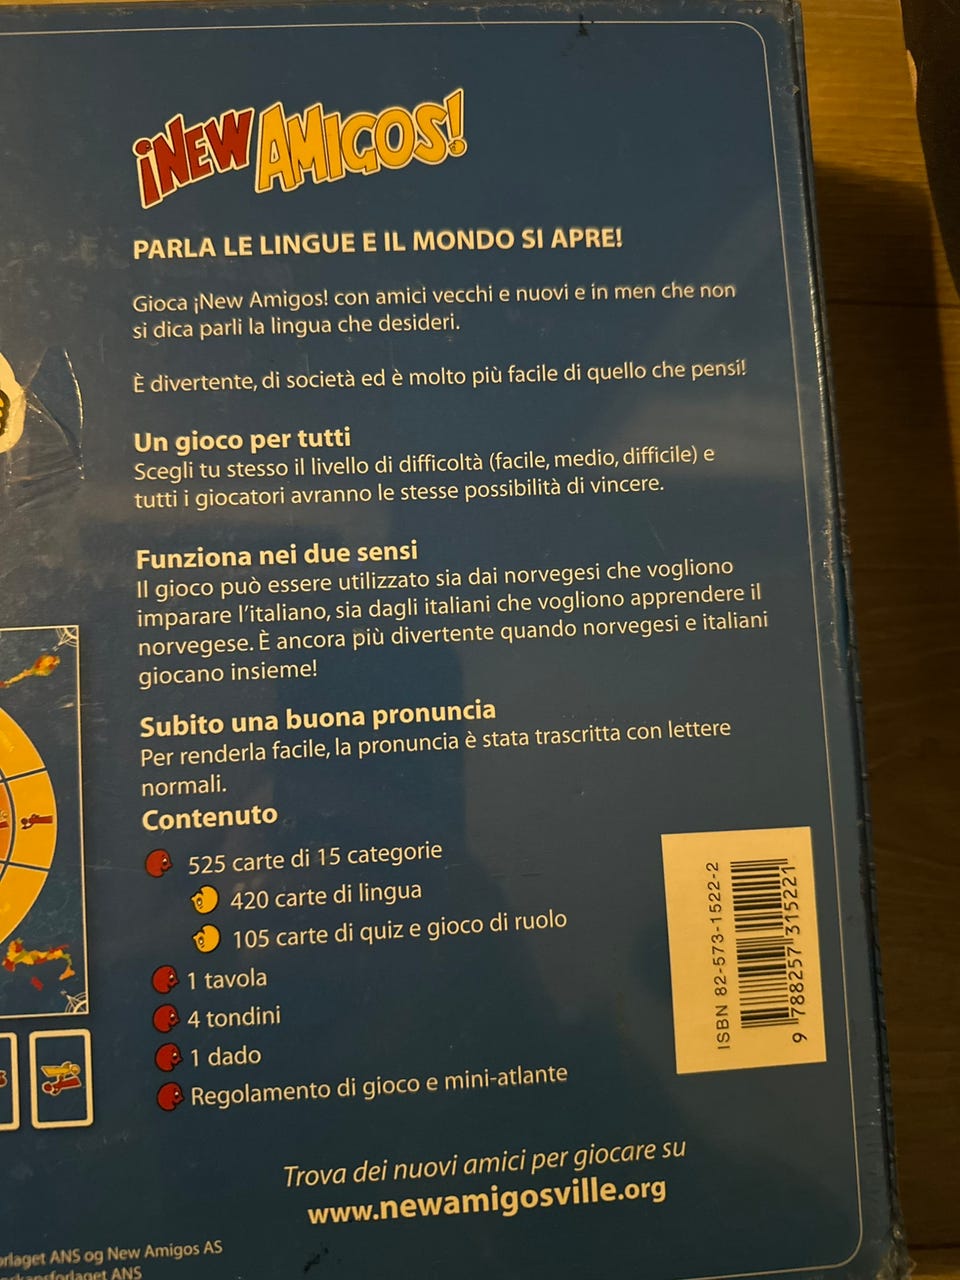 ¡NEW AMIGOS!
PARLA LE LINGUE E IL MONDO SI APRE!
Gioca ¡New Amigos! con amici vecchi e nuovi e in men che non
si dica parli la lingua che desideri.
È divertente, di società ed è molto più facile di quello che pensi!
Un gioco per tutti
Scegli tu stesso il livello di difficoltà (facile, medio, difficile) e
tutti i giocatori avranno le stesse possibilità di vincere.
Funziona nei due sensi
Il gioco può essere utilizzato sia dai norvegesi che vogliono
imparare l'italiano, sia dagli italiani che vogliono apprendere il
norvegese. È ancora più divertente quando norvegesi e italiani
giocano insieme!
Subito una buona pronuncia
Per renderla facile, la pronuncia è stata trascritta con lettere
normali.
Contenuto
525 carte di 15 categorie
420 carte di lingua
105 carte di quiz e gioco di ruolo
1 tavola
4 tondini
1 dado
Regolamento di gioco e mini-atlante
ISBN 82-573-1522-2
9 788257 315221
Trova dei nuovi amici per giocare su
www.newamigosville.org
ANS og New Amigos AS
ANS